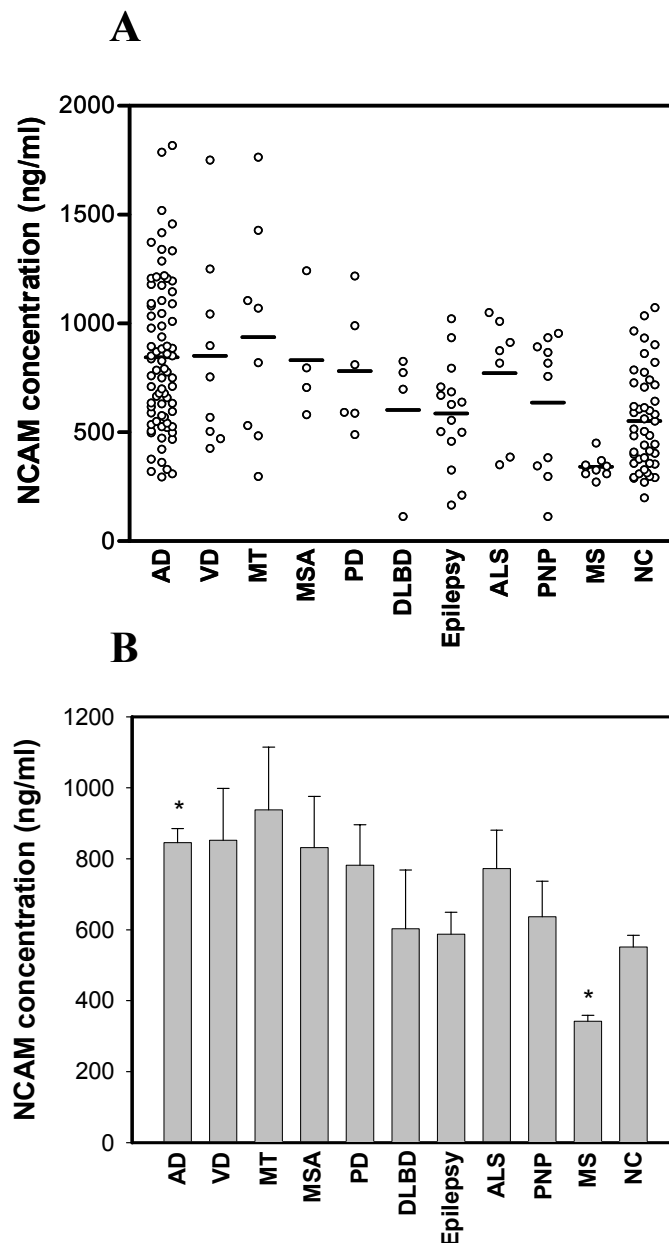 A
NCAM concentration (ng/ml)
2000
1500
1000
500
0
AD VD MT MSA PD DLBD Epilepsy ALS PNP MS NC
B
NCAM concentration (ng/ml)
1200
1000
800
600
400
200
0
* *
AD VD MT MSA PD DLBD Epilepsy ALS PNP MS NC